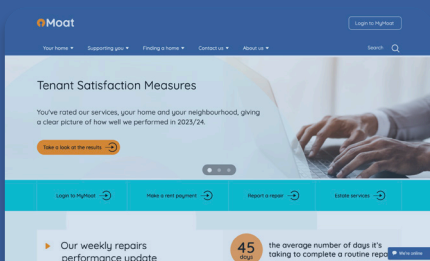 Moat
Login to MyMoat
Your home
Supporting you
Finding a home
Contact us
About us
Search
Tenant Satisfaction Measures
You've rated our services, your home and your neighbourhood, giving
a clear picture of how well we performed in 2023/24.
Take a look at the results
Login to MyMoat
Make a rent payment
Report a repair
Estate services
Our weekly repairs
performance update
45
days
the average number of days it's
taking to complete a routine repa
We're online